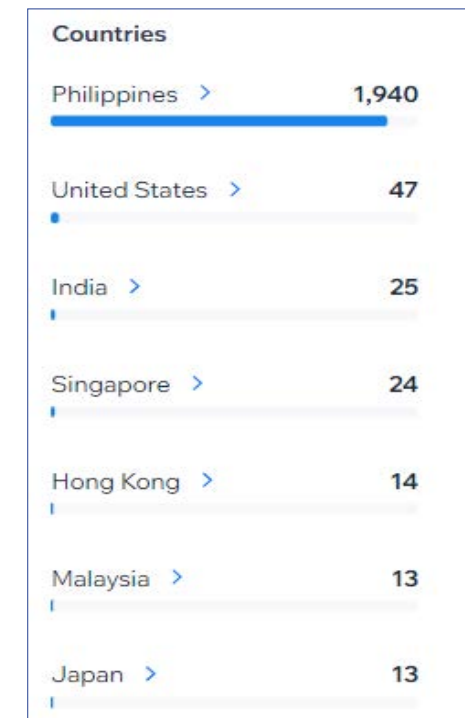 Countries
Philippines > 1,940
United States > 47
India > 25
Singapore > 24
Hong Kong > 14
Malaysia > 13
Japan > 13